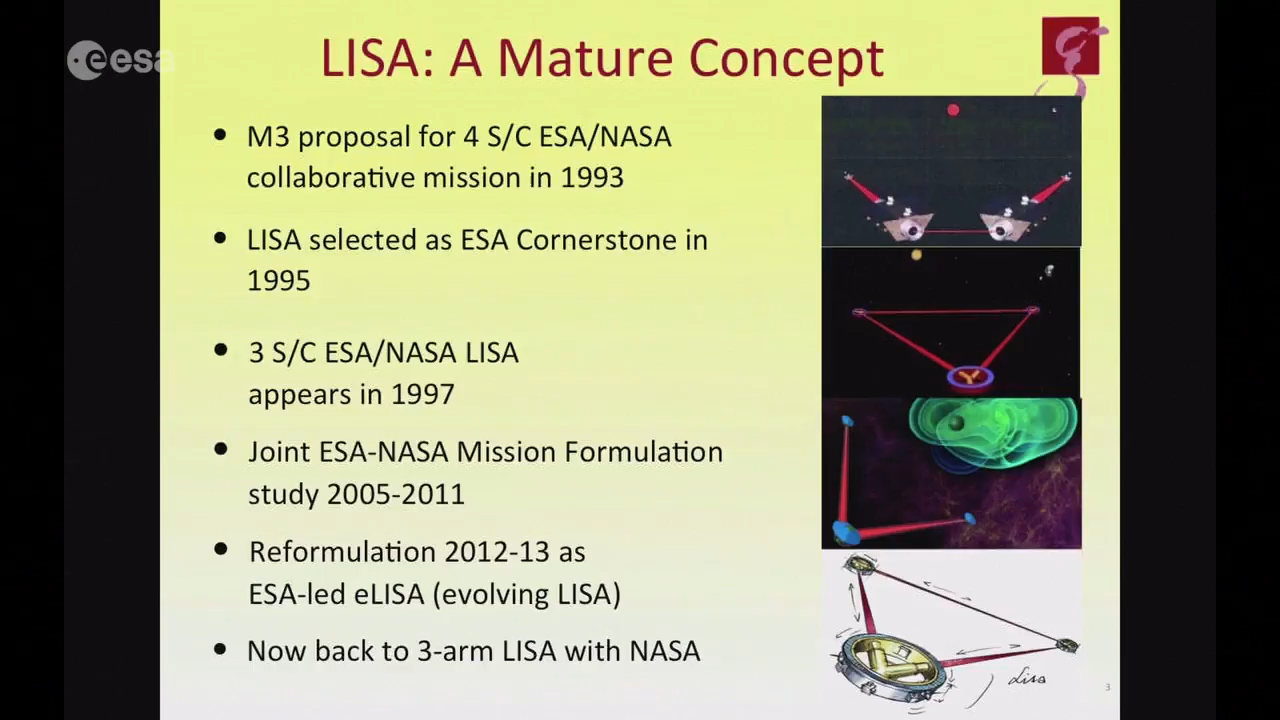 LISA: A Mature Concept
esa
• M3 proposal for 4 S/C ESA/NASA
collaborative mission in 1993
• LISA selected as ESA Cornerstone in
1995
• 3 S/C ESA/NASA LISA
appears in 1997
• Joint ESA-NASA Mission Formulation
study 2005-2011
• Reformulation 2012-13 as
ESA-led eLISA (evolving LISA)
• Now back to 3-arm LISA with NASA
Lisa
3